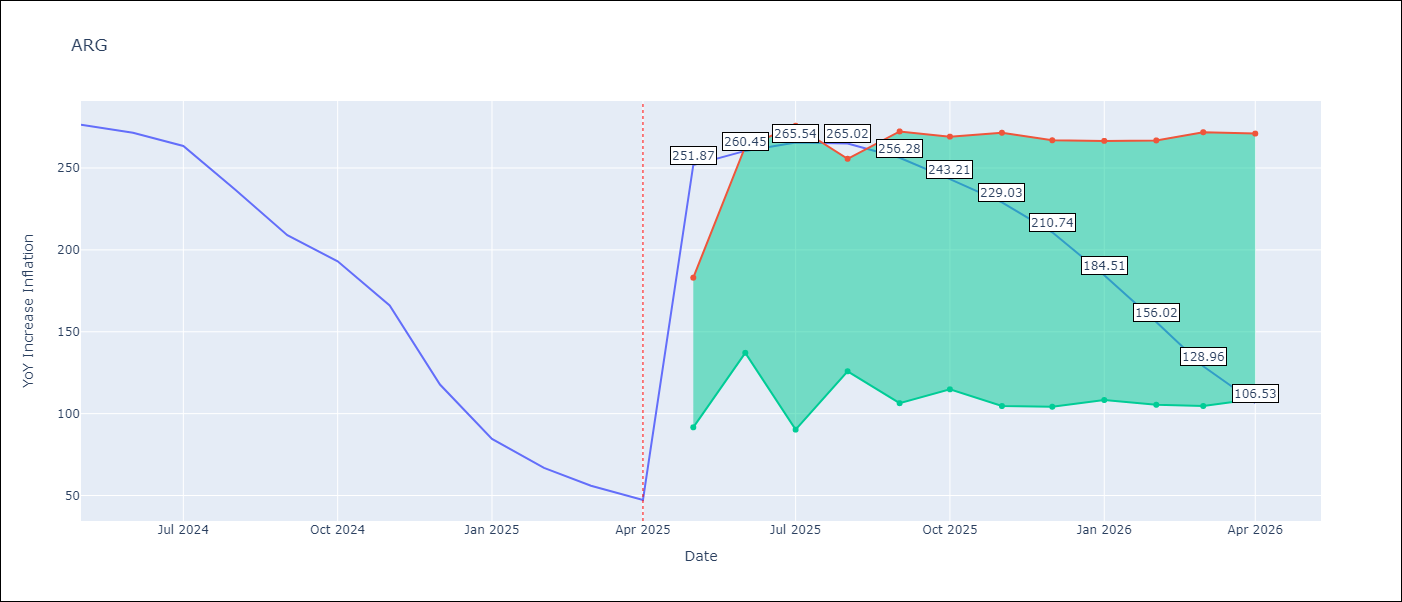 ARG
YoY Increase Inflation
250
200
150
100
50
251.87
260.45
265.54
265.02
256.28
243.21
229.03
210.74
184.51
156.02
128.96
106.53
Jul 2024
Oct 2024
Jan 2025
Apr 2025
Jul 2025
Oct 2025
Jan 2026
Apr 2026
Date